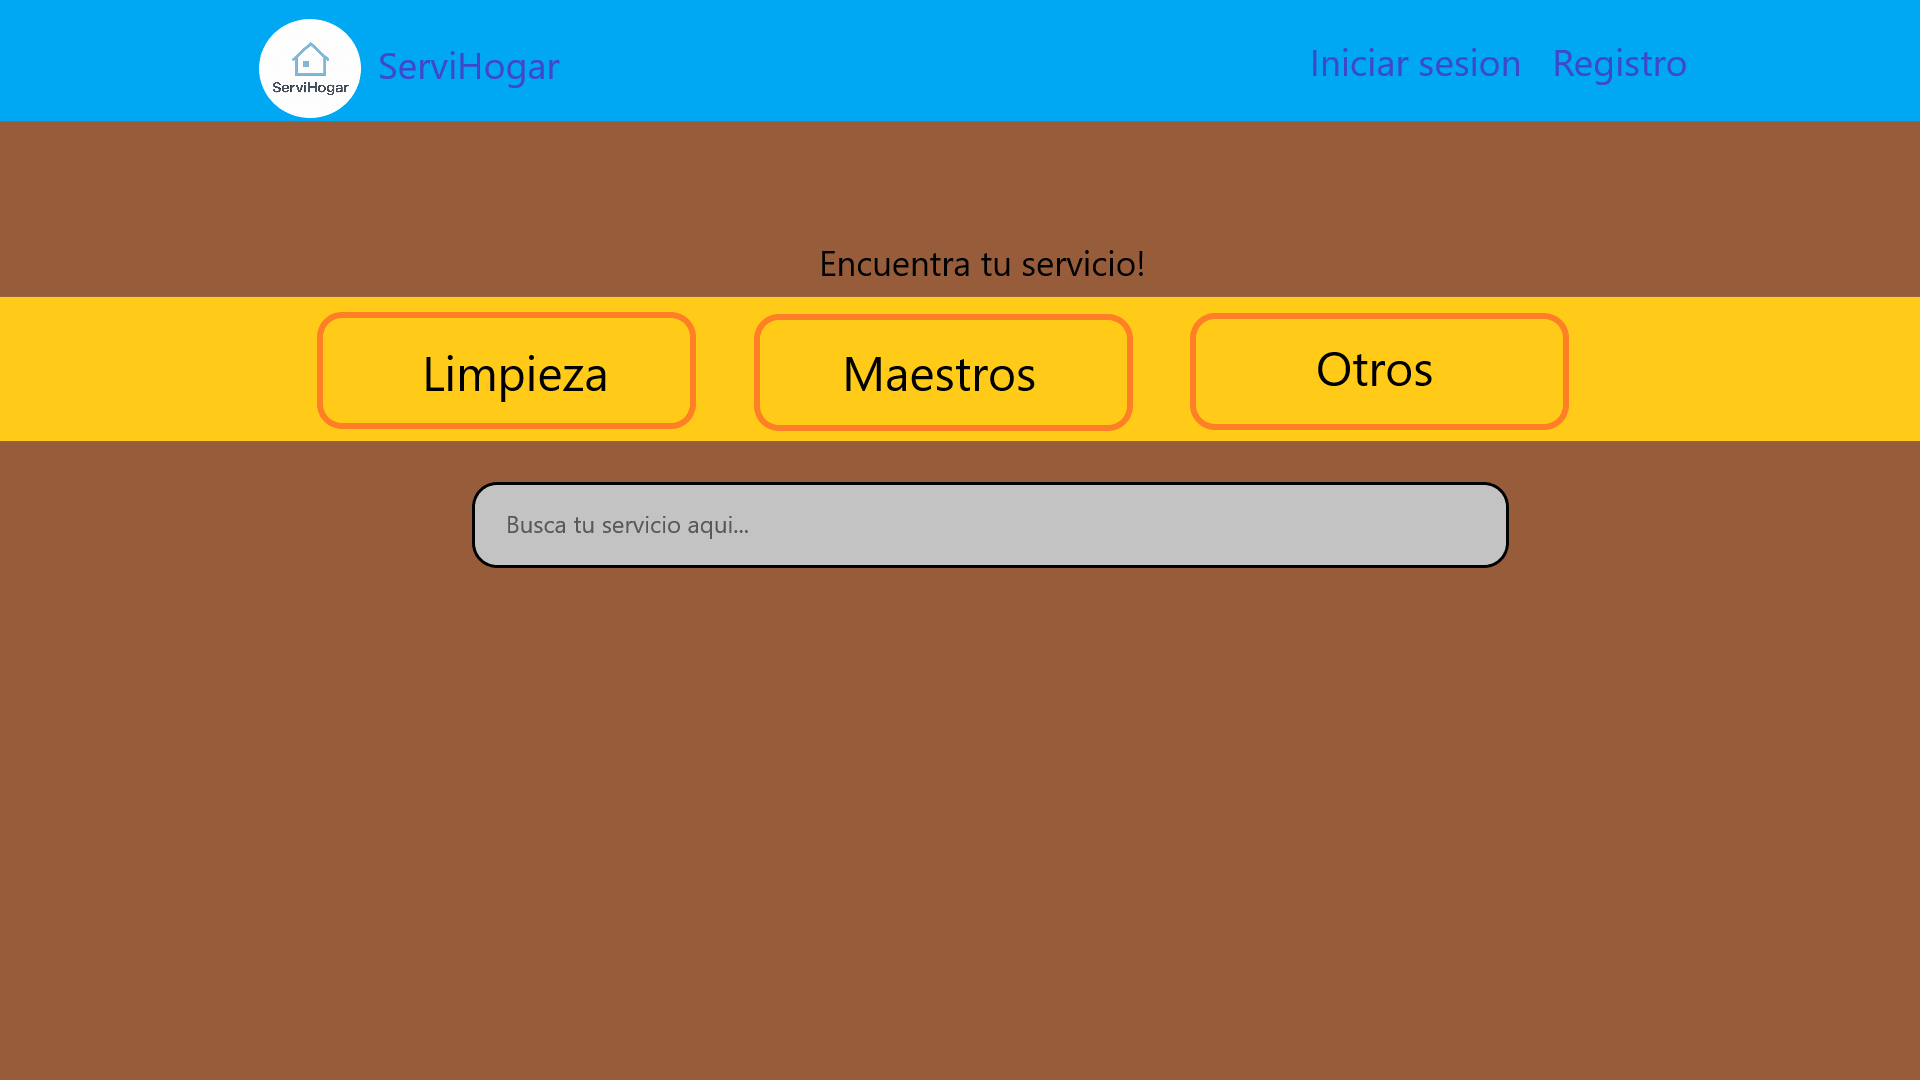 ServiHogar
ServiHogar
Iniciar sesion
Registro
Encuentra tu servicio!
Limpieza
Maestros
Otros
Busca tu servicio aqui...